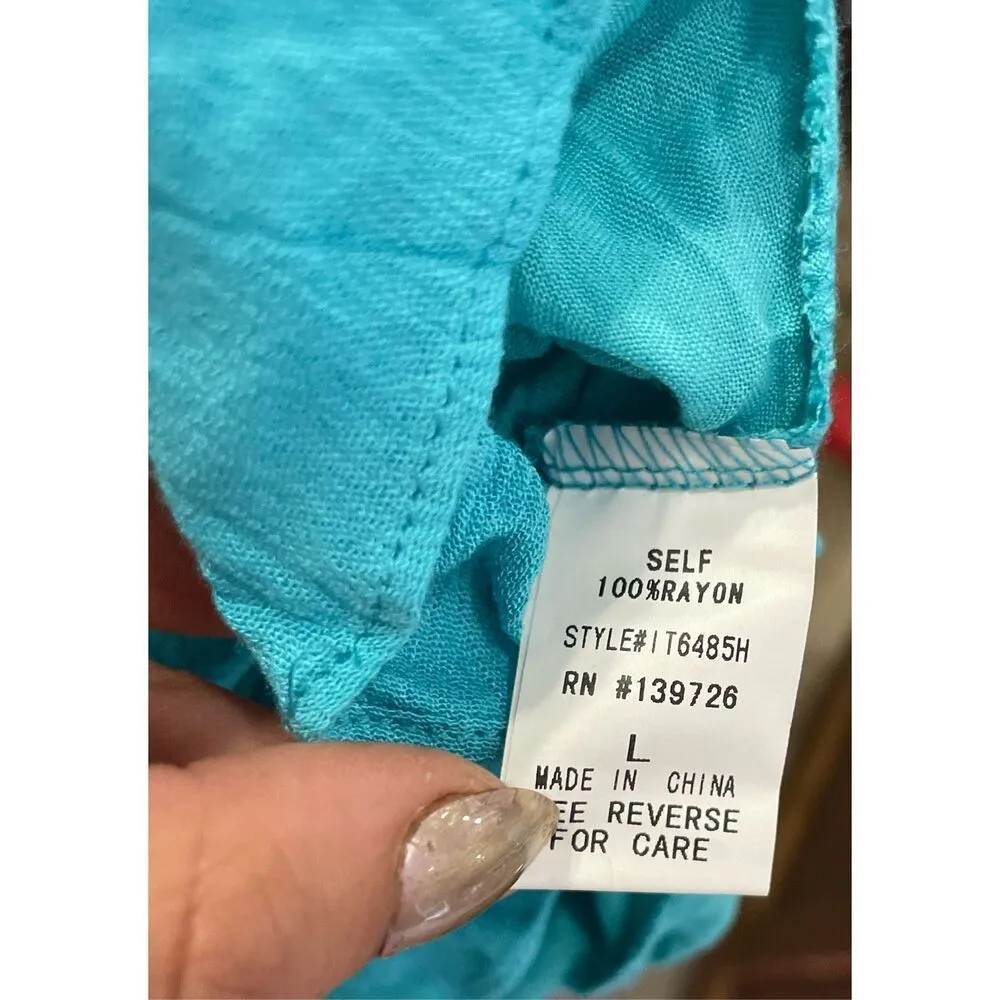 SELF
100%RAYON
STYLE#IT6485H
RN #139726
L
MADE IN CHINA
EE REVERSE
FOR CARE